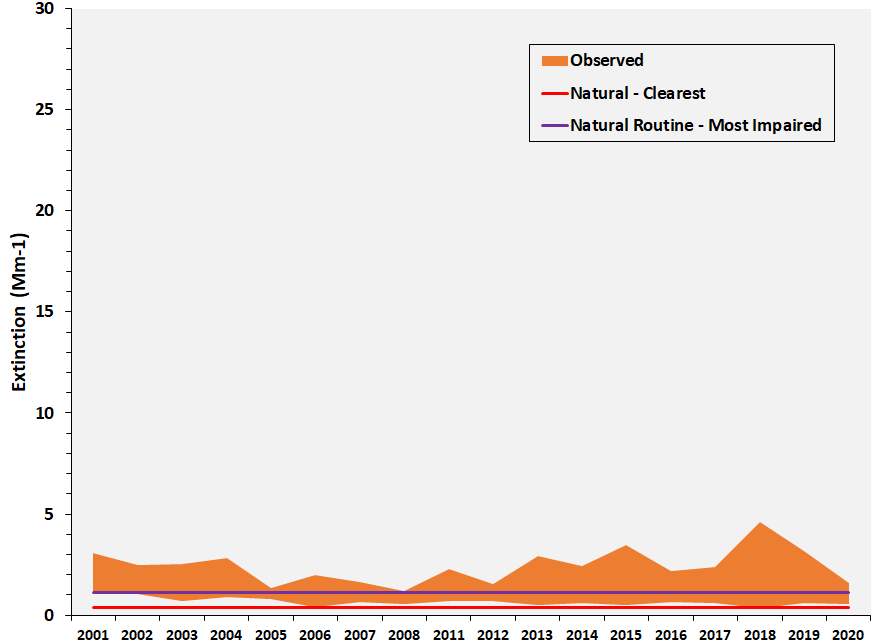 30
25
20
15
10
5
0
Extinction (Mm-1)
Observed
Natural - Clearest
Natural Routine - Most Impaired
2001 2002 2003 2004 2005 2006 2007 2008 2011 2012 2013 2014 2015 2016 2017 2018 2019 2020